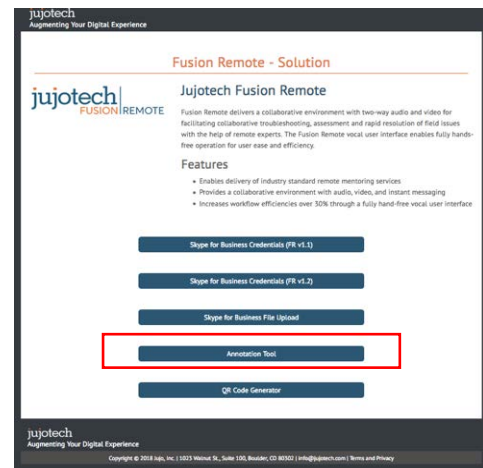 jujotech
Augmenting Your Digital Experience
Fusion Remote - Solution
jujotech
FUSION REMOTE
Jujotech Fusion Remote
Fusion Remote delivers a collaborative environment with two-way audio and video for
facilitating collaborative troubleshooting, assessment and rapid resolution of field issues
with the help of remote experts. The Fusion Remote vocal user interface enables fully hands-
free operation for user ease and efficiency.
Features
• Enables delivery of industry standard remote mentoring services
• Provides a collaborative environment with audio, video, and instant messaging
• Increases workflow efficiencies over 30% through a fully hand-free vocal user interface
Skype for Business Credentials (FR v1.1)
Skype for Business Credentials (FR v1.2)
Skype for Business File Upload
Annotation Tool
QR Code Generator
jujotech
Augmenting Your Digital Experience
Copyright © 2018 Jujo, Inc. | 1023 Walnut St., Suite 100, Boulder, CO 80302 | info@jujotech.com | Terms and Privacy